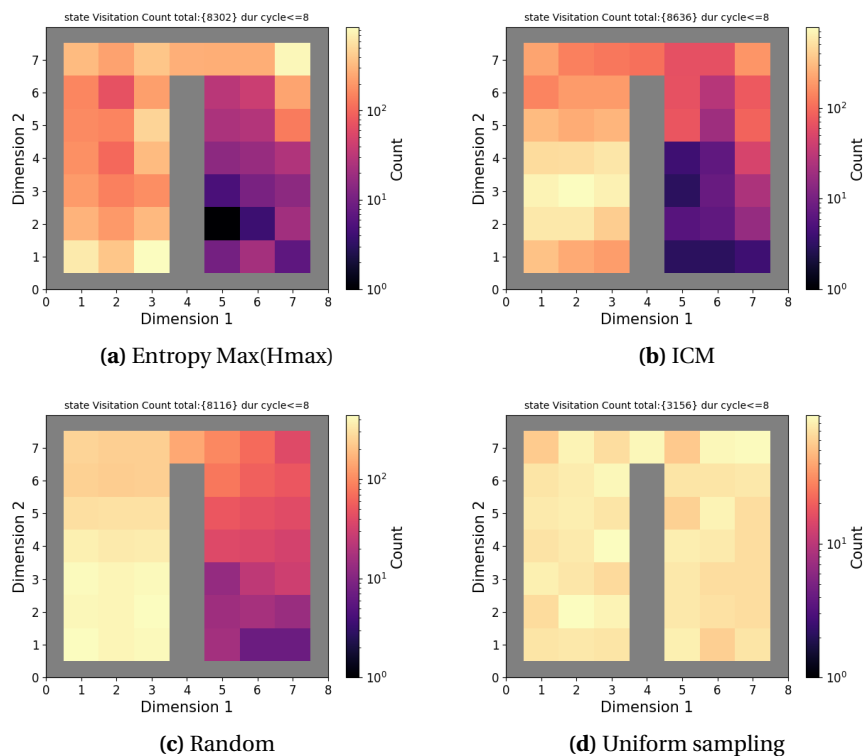 state Visitation Count total:{8302} dur cycle<=8
7
6
5
4
3
2
1
0
Dimension 2
0 1 2 3 4 5 6 7 8
Dimension 1
10^2
10^1
10^0
Count
(a) Entropy Max(Hmax)
state Visitation Count total:{8636} dur cycle<=8
7
6
5
4
3
2
1
0
Dimension 2
0 1 2 3 4 5 6 7 8
Dimension 1
10^2
10^1
10^0
Count
(b) ICM
state Visitation Count total:{8116} dur cycle<=8
7
6
5
4
3
2
1
0
Dimension 2
0 1 2 3 4 5 6 7 8
Dimension 1
10^2
10^1
10^0
Count
(c) Random
state Visitation Count total:{3156} dur cycle<=8
7
6
5
4
3
2
1
0
Dimension 2
0 1 2 3 4 5 6 7 8
Dimension 1
10^1
10^0
Count
(d) Uniform sampling